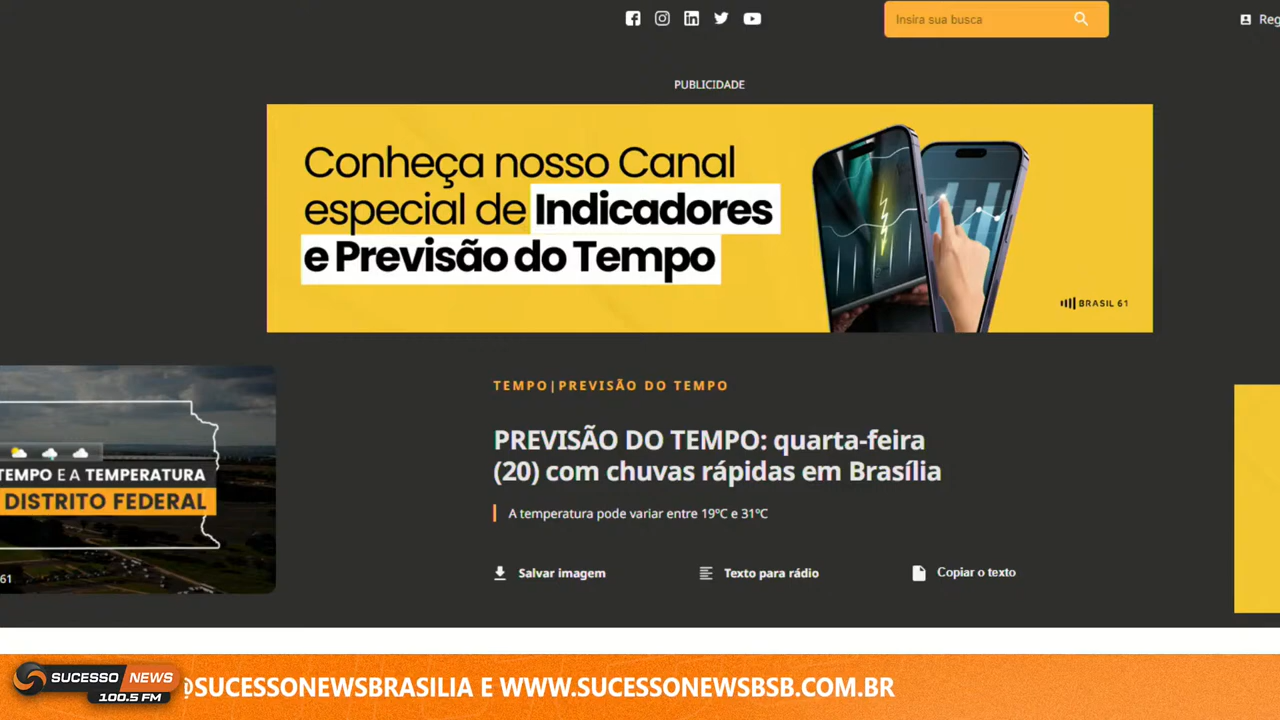 Insira sua busca
Reg
PUBLICIDADE
Conheça nosso Canal
especial de Indicadores
e Previsão do Tempo
BRASIL 61
TEMPO E A TEMPERATURA
DISTRITO FEDERAL
61
TEMPO|PREVISÃO DO TEMPO
PREVISÃO DO TEMPO: quarta-feira
(20) com chuvas rápidas em Brasília
A temperatura pode variar entre 19ºC e 31ºC
Salvar imagem
Texto para rádio
Copiar o texto
SUCESSO NEWS
100.5 FM
@SUCESSONEWSBRASILIA E WWW.SUCESSONEWSBSB.COM.BR